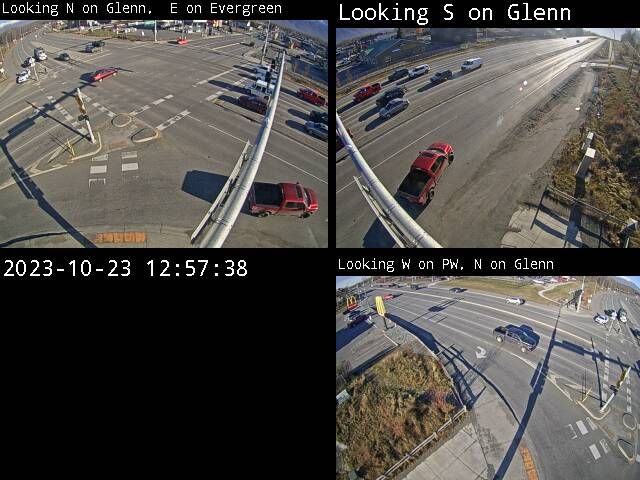 Looking N on Glenn,  E on Evergreen
Looking S on Glenn
2023-10-23 12:57:38
Looking W on PW, N on Glenn